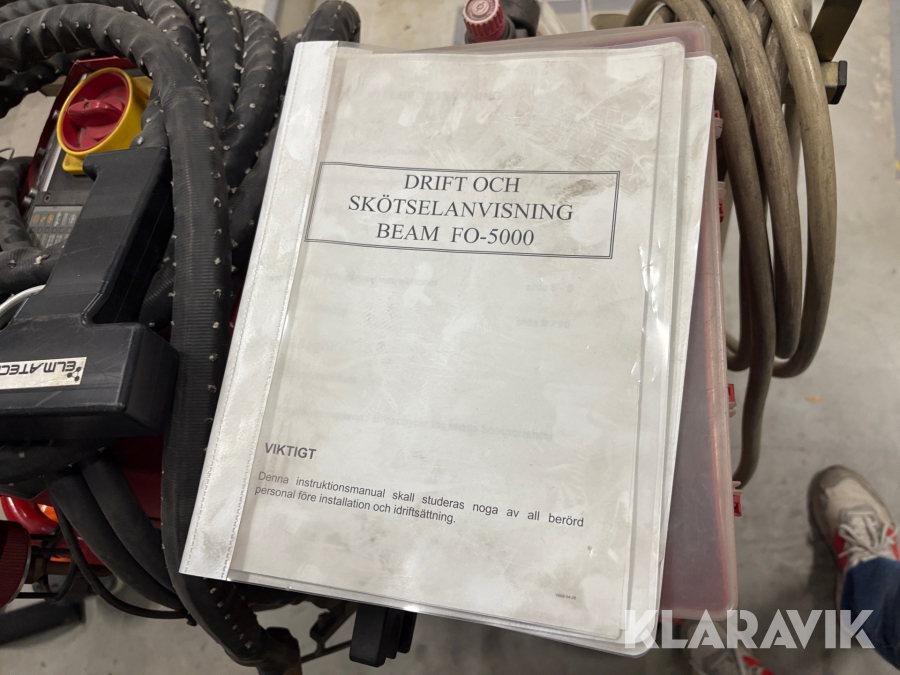 DRIFT OCH
SKÖTSELANVISNING
BEAM FO-5000
VIKTIGT
Denna instruktionsmanual skall studeras noga av all berörd
personal före installation och idriftsättning.
ELMATECH
KLARAVIK